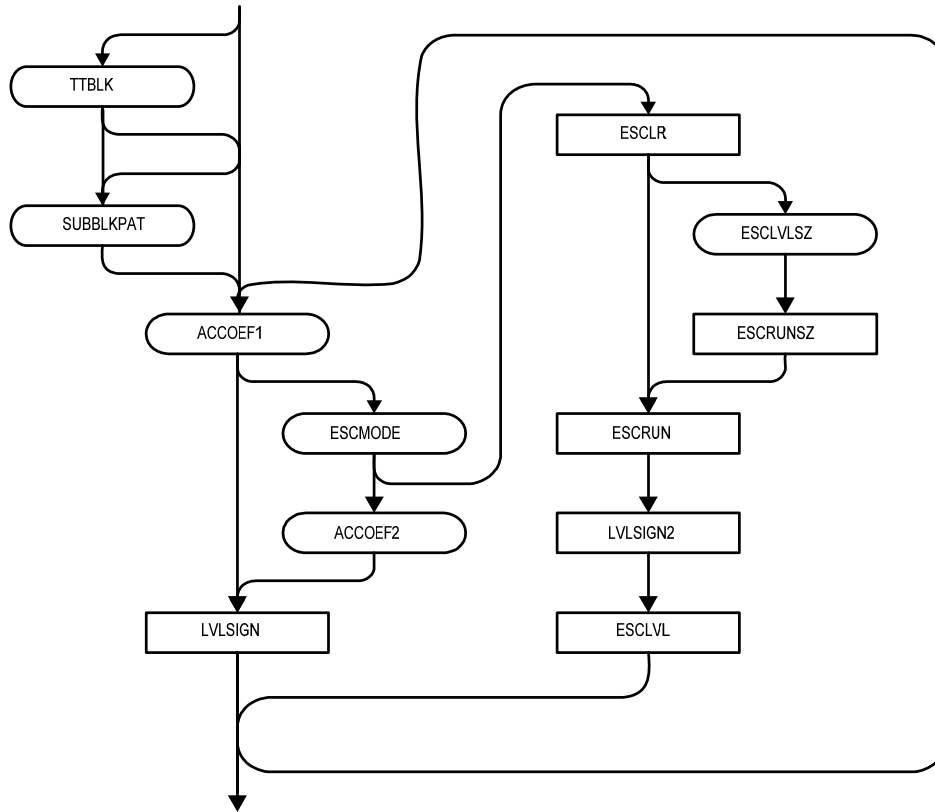 TTBLK
ESCLR
SUBBLKPAT
ESCLVLSZ
ACCOEF1
ESCRUNSZ
ESCMODE
ESCRUN
ACCOEF2
LVLSIGN2
LVLSIGN
ESCLVL